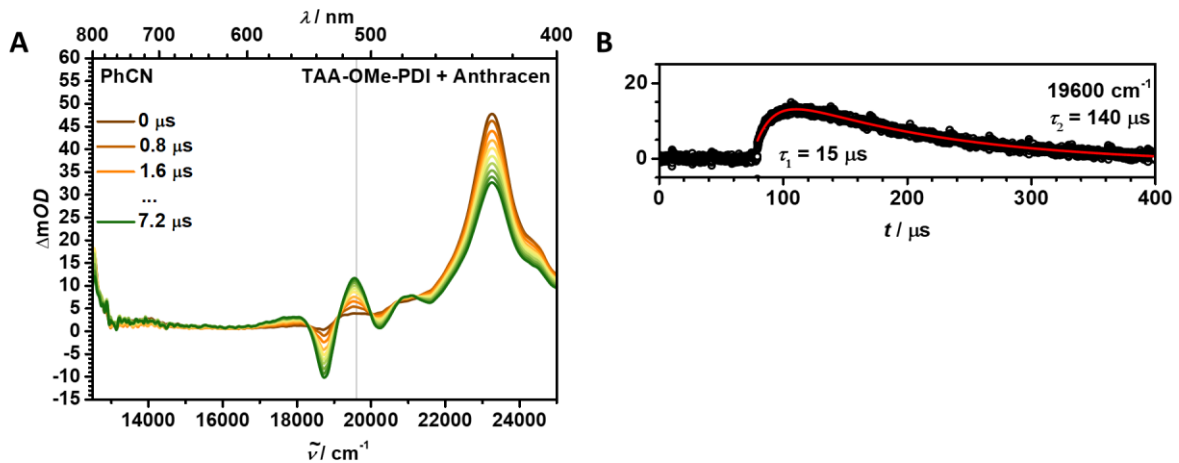 A
λ / nm
800 700 600 500 400
60
55
50
45
40
35
30
25
20
15
10
5
0
-5
-10
-15
ΔmOD
PhCN TAA-OMe-PDI + Anthracen
0 μs
0.8 μs
1.6 μs
...
7.2 μs
14000 16000 18000 20000 22000 24000
ṽ / cm⁻¹
B
20
0
19600 cm⁻¹
τ₂ = 140 μs
τ₁ = 15 μs
0 100 200 300 400
t / μs